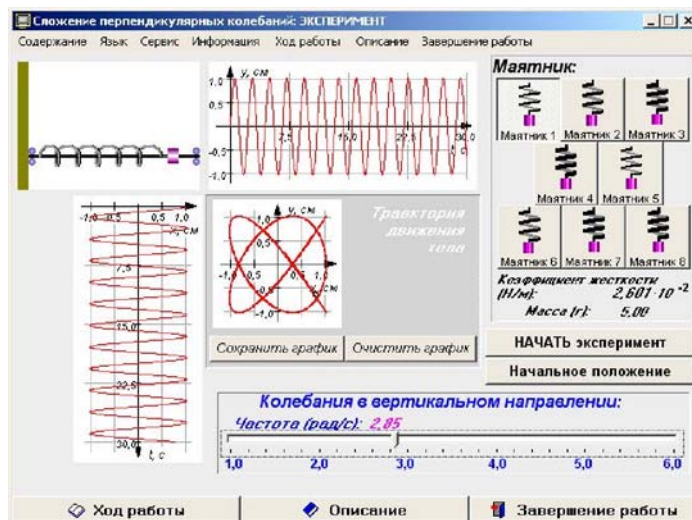 Сложение перпендикулярных колебаний: ЭКСПЕРИМЕНТ
Содержание Язык Сервис Информация Ход работы Описание Завершение работы
y, см
1,0
0,5
7,5 15,0 22,5 30,0
-1,0
t, с
Маятник:
Маятник 1 Маятник 2 Маятник 3
Маятник 4 Маятник 5
Маятник 6 Маятник 7 Маятник 8
Коэффициент жесткости
(Н/м): 2,601·10 -2
Масса (г): 5,00
НАЧАТЬ эксперимент
Начальное положение
-1,0 0,5 1,0
x, см
7,5
15,0
22,5
30,0
t, с
y, см
1,0
0,5
-1,0 0,5 0,5 1,0
-1,0
Траектория
движения
тела
Сохранить график Очистить график
Колебания в вертикальном направлении:
Частота (рад/с): 2,85
1,0 2,0 3,0 4,0 5,0 6,0
Ход работы Описание Завершение работы